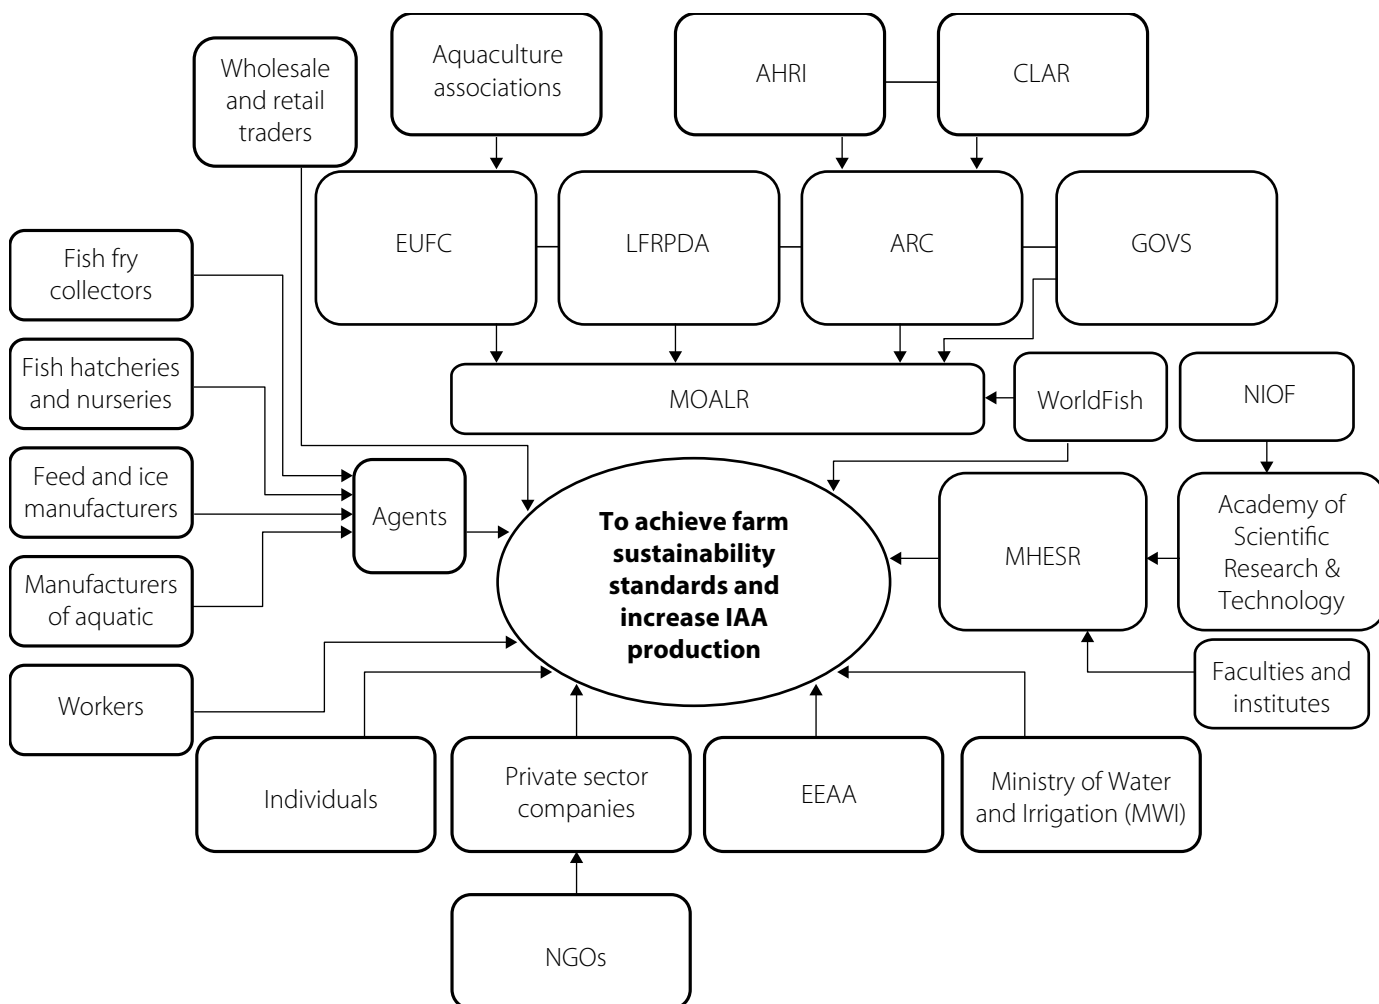 Aquaculture
associations
AHRI
CLAR
Wholesale
and retail
traders
EUFC
LFRPDA
ARC
GOVS
Fish fry
collectors
Fish hatcheries
and nurseries
Feed and ice
manufacturers
Manufacturers
of aquatic
Workers
Agents
MOALR
WorldFish
NIOF
To achieve farm
sustainability
standards and
increase IAA
production
MHESR
Academy of
Scientific
Research &
Technology
Faculties and
institutes
Individuals
Private sector
companies
EEAA
Ministry of Water
and Irrigation (MWI)
NGOs